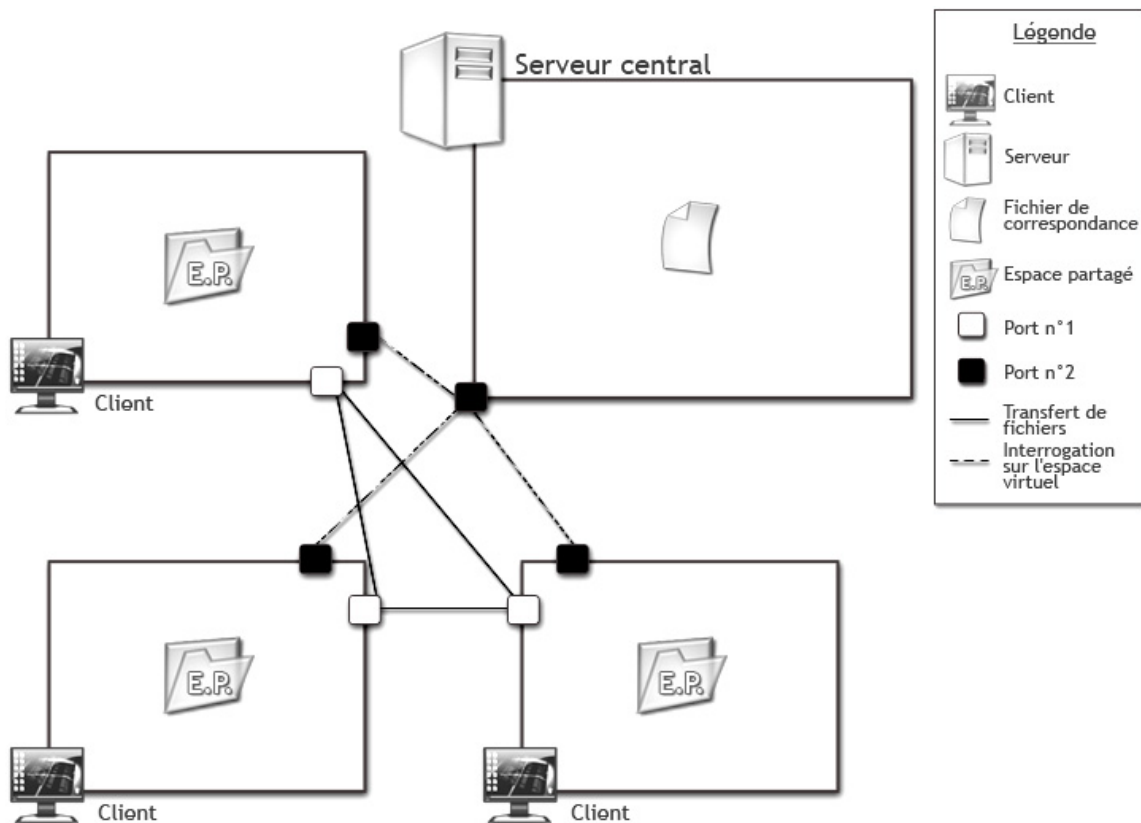 Serveur central
E.P.
Client
E.P.
Client
E.P.
Client
Légende
Client
Serveur
Fichier de
correspondance
E.P.
Espace partagé
Port n°1
Port n°2
Transfert de
fichiers
Interrogation
sur l'espace
virtuel